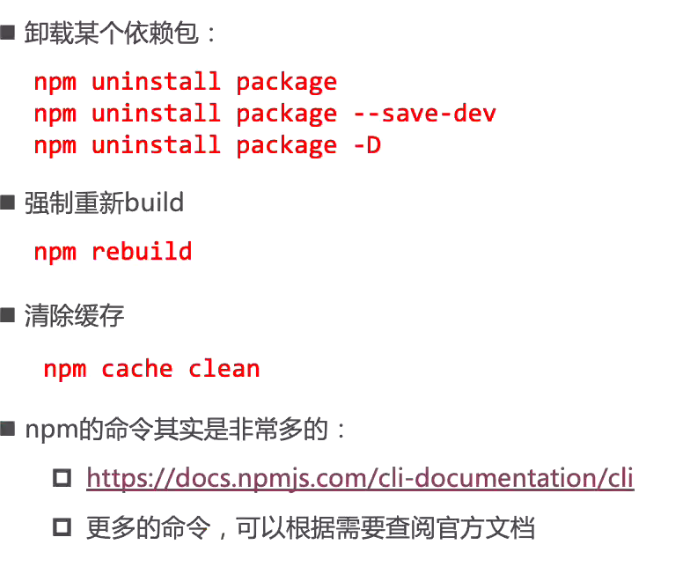 卸载某个依赖包：
npm uninstall package
npm uninstall package --save-dev
npm uninstall package -D
强制重新build
npm rebuild
清除缓存
npm cache clean
npm的命令其实是非常多的：
https://docs.npmjs.com/cli-documentation/cli
更多的命令，可以根据需要查阅官方文档